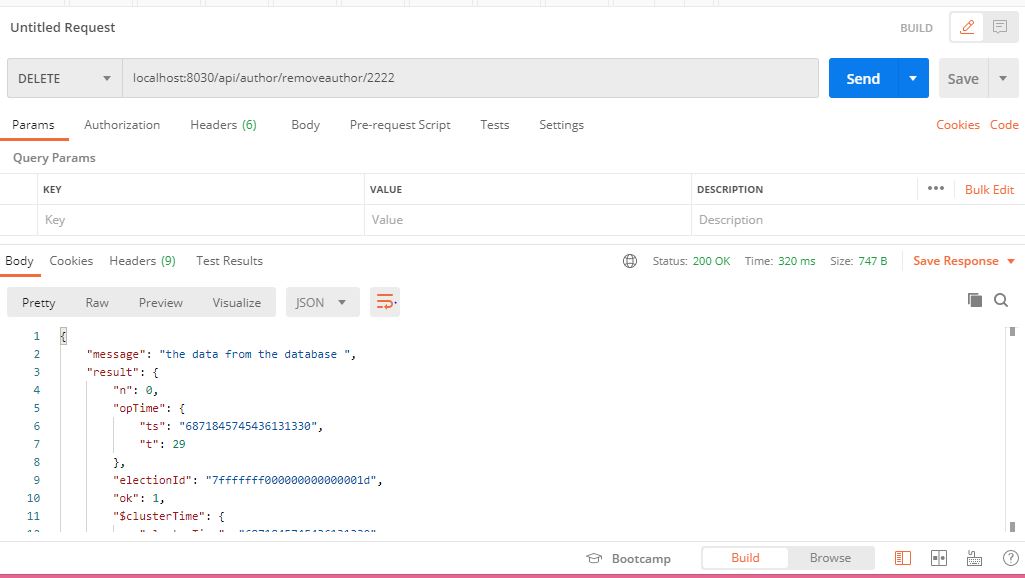 Untitled Request BUILD
DELETE localhost:8030/api/author/removeauthor/2222 Send Save
Params Authorization Headers (6) Body Pre-request Script Tests Settings Cookies Code
Query Params
KEY VALUE DESCRIPTION ••• Bulk Edit
Key Value Description
Body Cookies Headers (9) Test Results Status: 200 OK Time: 320 ms Size: 747 B Save Response
Pretty Raw Preview Visualize JSON
1 {
2 "message": "the data from the database ",
3 "result": {
4 "n": 0,
5 "opTime": {
6 "ts": "6871845745436131330",
7 "t": 29
8 },
9 "electionId": "7fffffff000000000000001d",
10 "ok": 1,
11 "$clusterTime": {
Bootcamp Build Browse